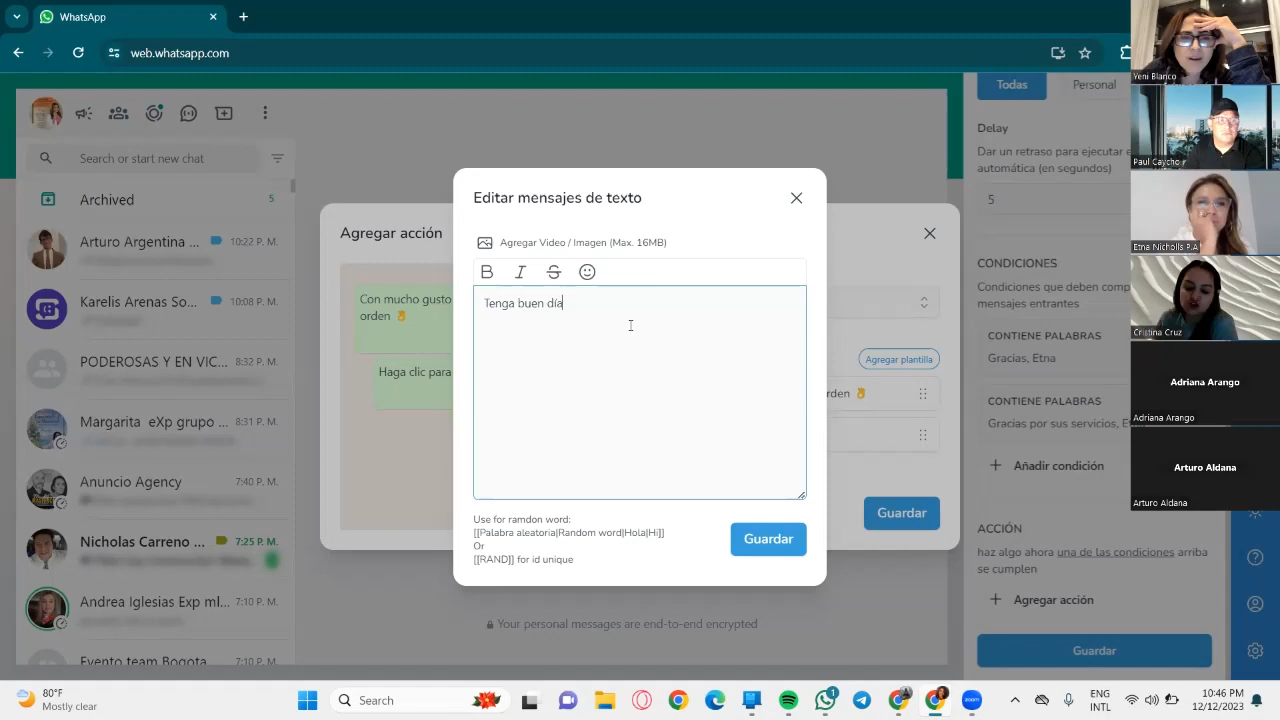 WhatsApp
web.whatsapp.com
Search or start new chat
Archived
5
Arturo Argentina ...
10:22 P. M.
Karelis Arenas So...
10:08 P. M.
PODEROSAS Y EN VIC...
8:32 P. M.
Margarita eXp grupo ...
8:31 P. M.
Anuncio Agency
7:40 P. M.
Nicholas Carreno ...
7:25 P. M.
Andrea Iglesias Exp ml...
7:10 P. M.
Evento team Bogota
7:10 P. M.
Agregar acción
Con mucho gusto
orden 👌
Haga clic para
Agregar plantilla
rden 👌
Guardar
Your personal messages are end-to-end encrypted
Editar mensajes de texto
Agregar Video / Imagen (Max. 16MB)
B I S
Tenga buen día
Use for ramdon word:
[[Palabra aleatoria|Random word|Hola|Hi]]
Or
[[RAND]] for id unique
Guardar
Todas
Personal
Delay
Dar un retraso para ejecutar
automática (en segundos)
5
CONDICIONES
Condiciones que deben comp
mensajes entrantes
CONTIENE PALABRAS
Gracias, Etna
CONTIENE PALABRAS
Gracias por sus servicios, Et
Añadir condición
ACCIÓN
haz algo ahora una de las condiciones arriba
se cumplen
Agregar acción
Guardar
Yeni Blanco
Paul Caycho
Etna Nicholls P.A
Cristina Cruz
Adriana Arango
Adriana Arango
Arturo Aldana
Arturo Aldana
80°F
Mostly clear
Search
1
ENG
INTL
10:46 PM
12/12/2023